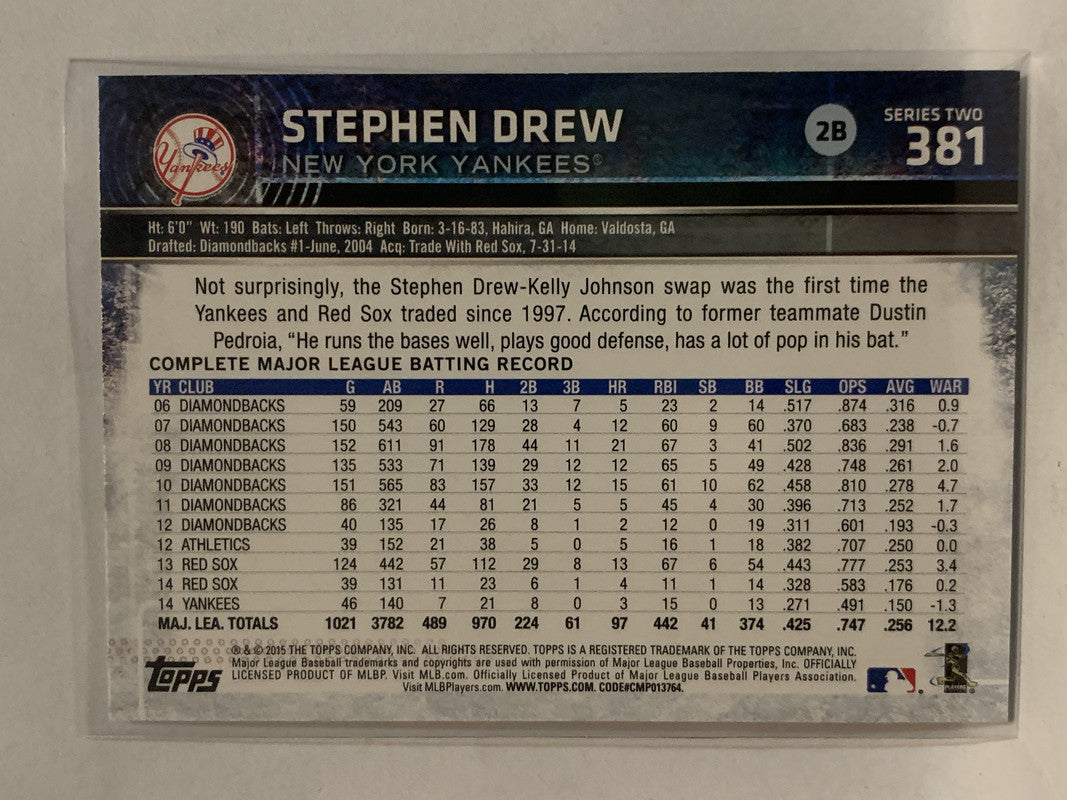 Yankees
STEPHEN DREW
NEW YORK YANKEES®
2B
SERIES TWO
381
Ht: 6'0" Wt: 190 Bats: Left Throws: Right Born: 3-16-83, Hahira, GA Home: Valdosta, GA
Drafted: Diamondbacks #1-June, 2004 Acq: Trade With Red Sox, 7-31-14
Not surprisingly, the Stephen Drew-Kelly Johnson swap was the first time the
Yankees and Red Sox traded since 1997. According to former teammate Dustin
Pedroia, “He runs the bases well, plays good defense, has a lot of pop in his bat.”
COMPLETE MAJOR LEAGUE BATTING RECORD
YR CLUB G AB R H 2B 3B HR RBI SB BB SLG OPS AVG WAR
06 DIAMONDBACKS 59 209 27 66 13 7 5 23 2 14 .517 .874 .316 0.9
07 DIAMONDBACKS 150 543 60 129 28 4 12 60 9 60 .370 .683 .238 -0.7
08 DIAMONDBACKS 152 611 91 178 44 11 21 67 3 41 .502 .836 .291 1.6
09 DIAMONDBACKS 135 533 71 139 29 12 12 65 5 49 .428 .748 .261 2.0
10 DIAMONDBACKS 151 565 83 157 33 12 15 61 10 62 .458 .810 .278 4.7
11 DIAMONDBACKS 86 321 44 81 21 5 5 45 4 30 .396 .713 .252 1.7
12 DIAMONDBACKS 40 135 17 26 8 1 2 12 0 19 .311 .601 .193 -0.3
12 ATHLETICS 39 152 21 38 5 0 5 16 1 18 .382 .707 .250 0.0
13 RED SOX 124 442 57 112 29 8 13 67 6 54 .443 .777 .253 3.4
14 RED SOX 39 131 11 23 6 1 4 11 1 14 .328 .583 .176 0.2
14 YANKEES 46 140 7 21 8 0 3 15 0 13 .271 .491 .150 -1.3
MAJ. LEA. TOTALS 1021 3782 489 970 224 61 97 442 41 374 .425 .747 .256 12.2
Topps
® & © 2015 THE TOPPS COMPANY, INC. ALL RIGHTS RESERVED. TOPPS IS A REGISTERED TRADEMARK OF THE TOPPS COMPANY, INC.
Major League Baseball trademarks and copyrights are used with permission of Major League Baseball Properties, Inc. OFFICIALLY
LICENSED PRODUCT OF MLBP. Visit MLB.com. Officially Licensed Product of Major League Baseball Players Association.
Visit MLBPlayers.com. WWW.TOPPS.COM. CODE#CMP013764.